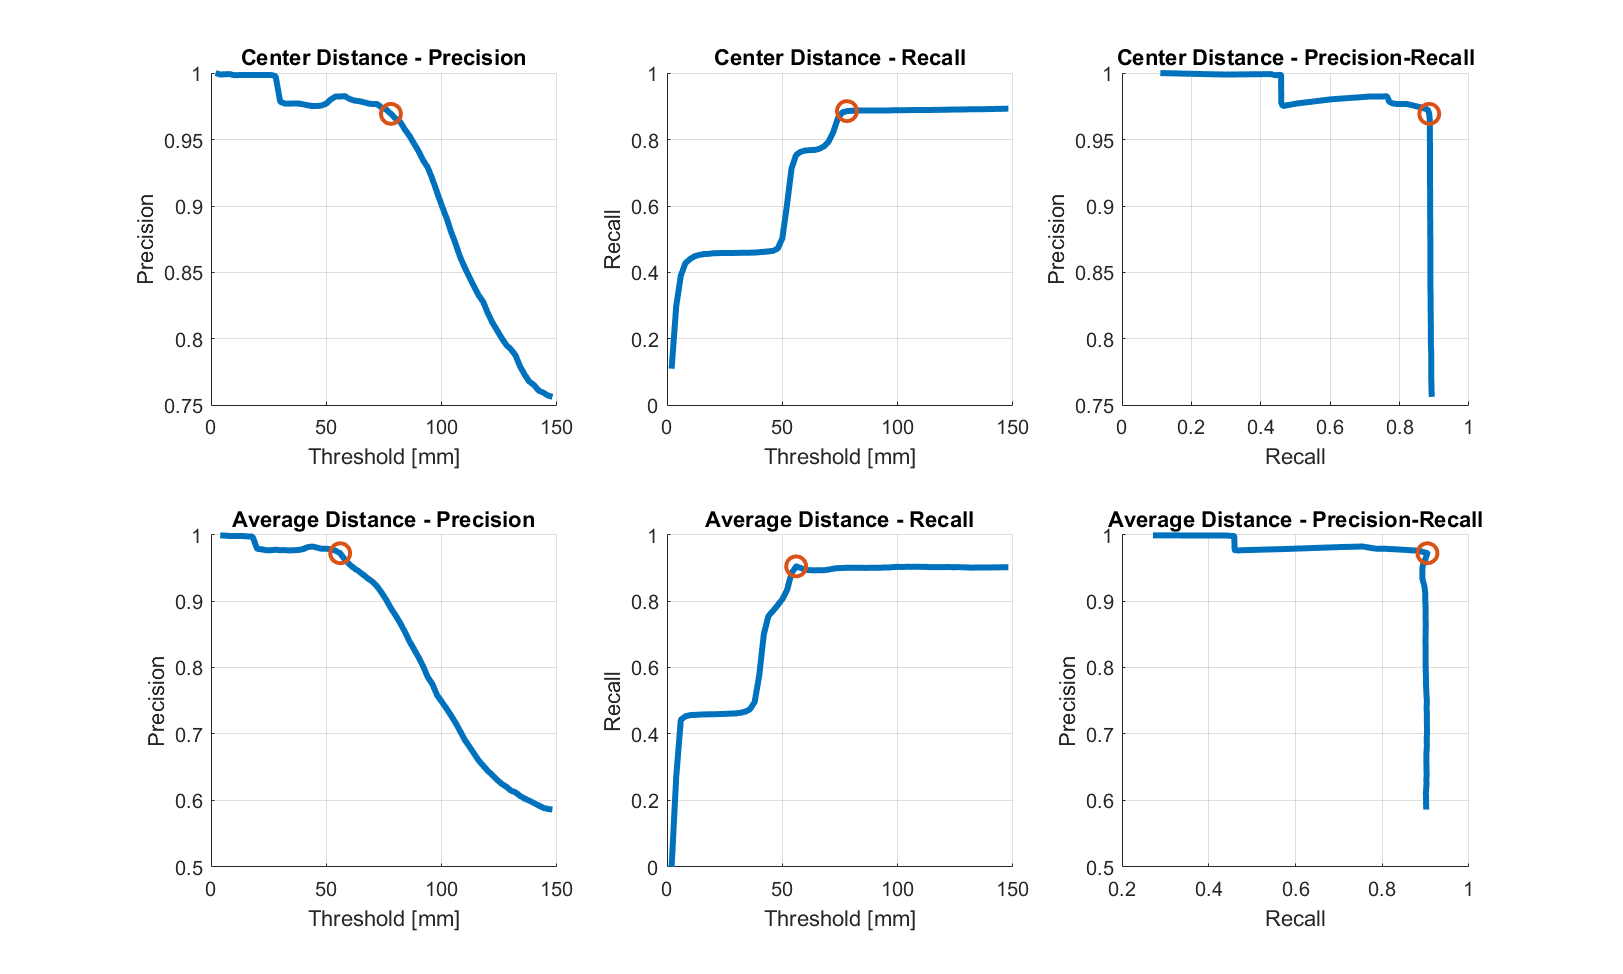 Center Distance - Precision
1
0.95
0.9
0.85
0.8
0.75
0 50 100 150
Precision
Threshold [mm]
Center Distance - Recall
1
0.8
0.6
0.4
0.2
0
0 50 100 150
Recall
Threshold [mm]
Center Distance - Precision-Recall
1
0.95
0.9
0.85
0.8
0.75
0 0.2 0.4 0.6 0.8 1
Precision
Recall
Average Distance - Precision
1
0.9
0.8
0.7
0.6
0.5
0 50 100 150
Precision
Threshold [mm]
Average Distance - Recall
1
0.8
0.6
0.4
0.2
0
0 50 100 150
Recall
Threshold [mm]
Average Distance - Precision-Recall
1
0.9
0.8
0.7
0.6
0.5
0.2 0.4 0.6 0.8 1
Precision
Recall